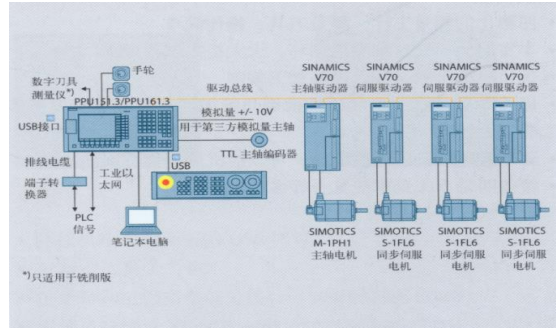 手轮
数字刀具
测量仪*)
PPU151.3/PPU161.3
驱动总线
SINAMICS
V70
主轴驱动器
SINAMICS
V70
伺服驱动器
SINAMICS
V70
伺服驱动器
SINAMICS
V70
伺服驱动器
模拟量 +/- 10V
用于第三方模拟量主轴
USB接口
TTL 主轴编码器
排线电缆
USB
端子转
换器
工业以
太网
PLC
信号
笔记本电脑
SIMOTICS
M-1PH1
主轴电机
SIMOTICS
S-1FL6
同步伺服
电机
SIMOTICS
S-1FL6
同步伺服
电机
SIMOTICS
S-1FL6
同步伺服
电机
*)只适用于铣削版